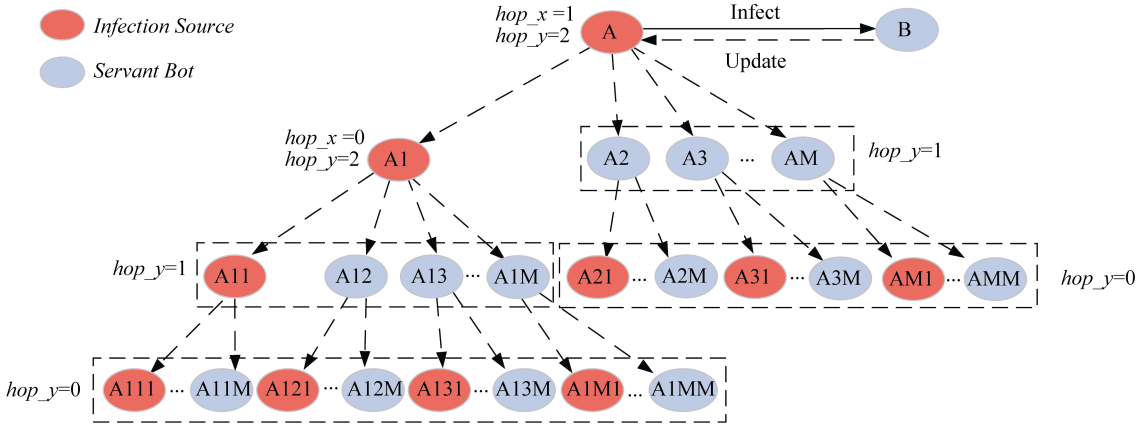 Infection Source
Servant Bot
hop_x =1
hop_y=2
A
Infect
Update
B
hop_x =0
hop_y=2
A1
A2
A3
...
AM
hop_y=1
hop_y=1
A11
A12
A13
...
A1M
A21
...
A2M
A31
...
A3M
AM1
...
AMM
hop_y=0
hop_y=0
A111
...
A11M
A121
...
A12M
A131
...
A13M
A1M1
...
A1MM